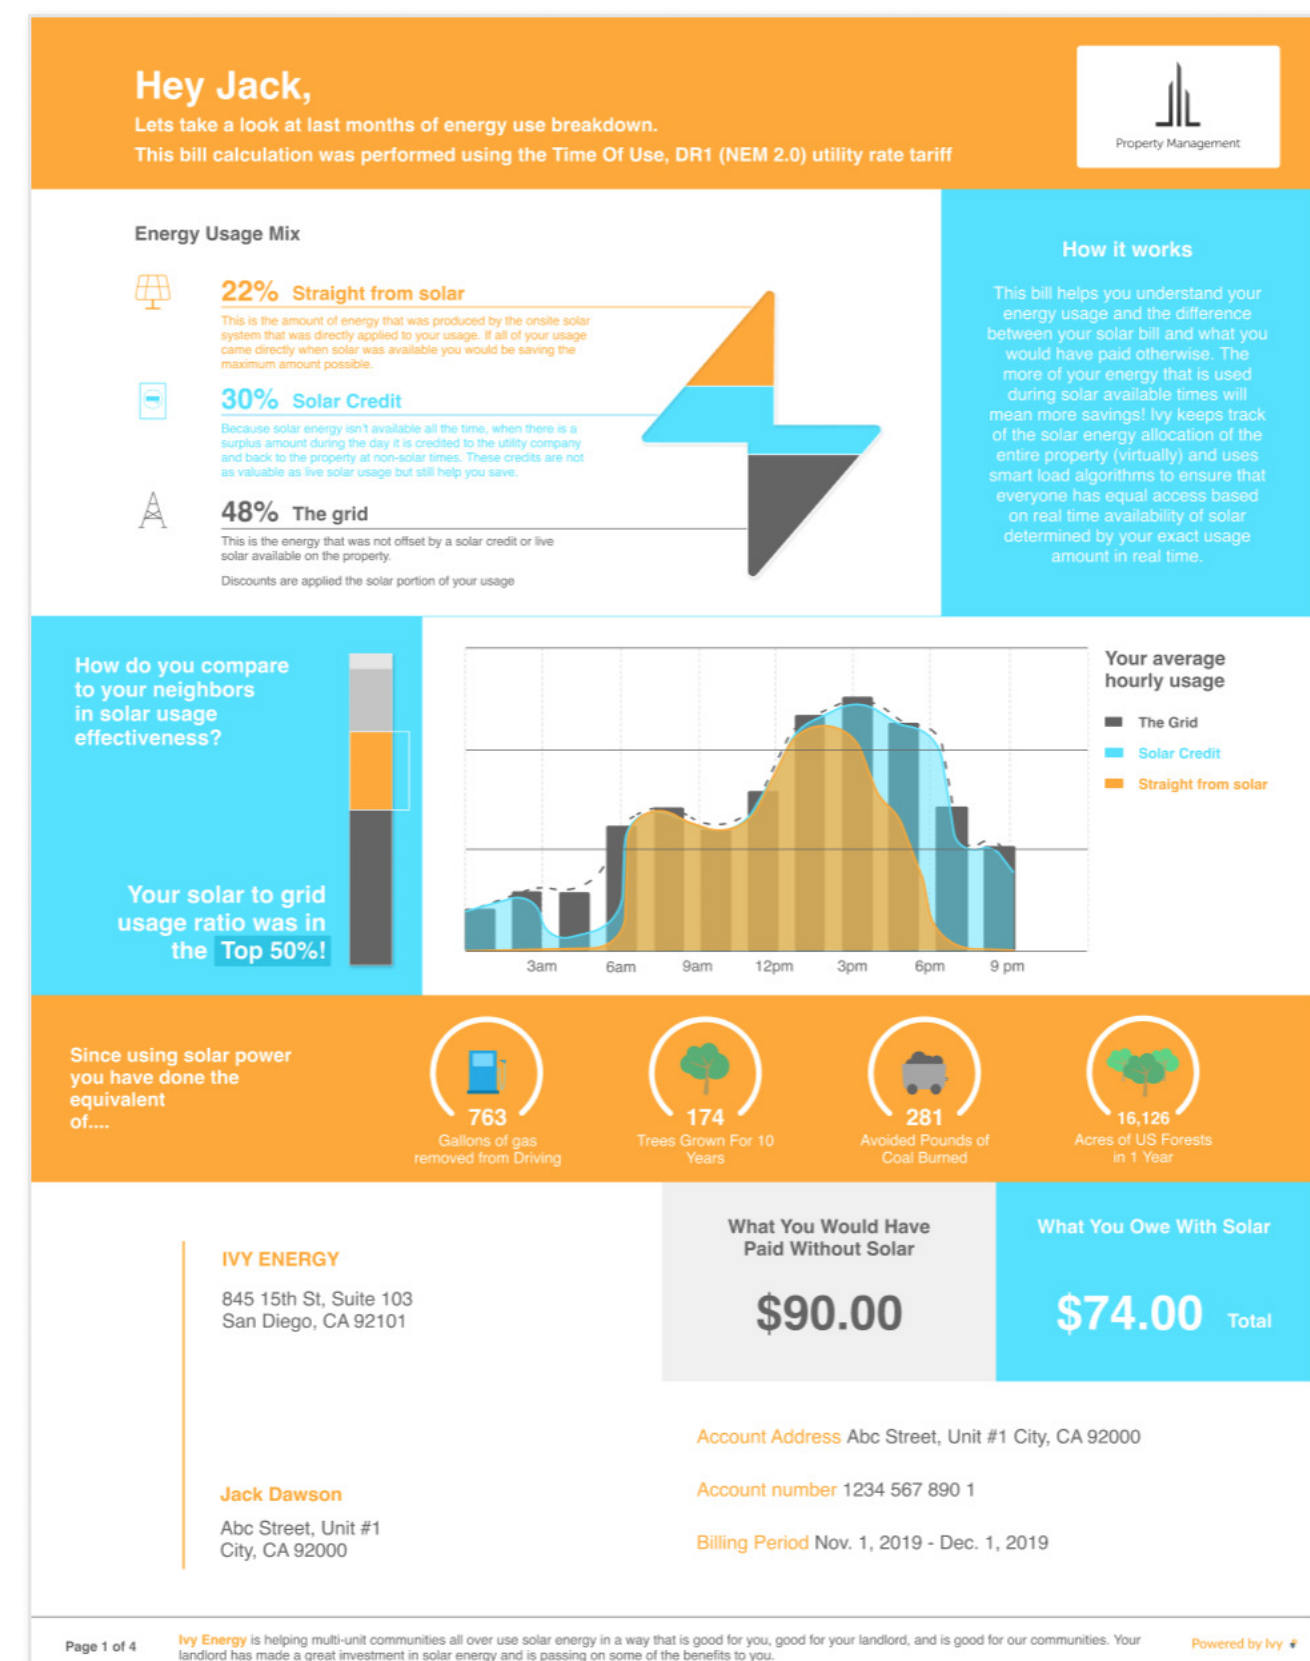 Hey Jack,
Lets take a look at last months of energy use breakdown.
This bill calculation was performed using the Time Of Use, DR1 (NEM 2.0) utility rate tariff
Property Management
Energy Usage Mix
22% Straight from solar
This is the amount of energy that was produced by the onsite solar
system that was directly applied to your usage. If all of your usage
came directly when solar was available you would be saving the
maximum amount possible.
30% Solar Credit
Because solar energy isn't available all the time, when there is a
surplus amount during the day it is credited to the utility company
and back to the property at non-solar times. These credits are not
as valuable as live solar usage but still help you save.
48% The grid
This is the energy that was not offset by a solar credit or live
solar available on the property.
Discounts are applied the solar portion of your usage
How it works
This bill helps you understand your
energy usage and the difference
between your solar bill and what you
would have paid otherwise. The
more of your energy that is used
during solar available times will
mean more savings! Ivy keeps track
of the solar energy allocation of the
entire property (virtually) and uses
smart load algorithms to ensure that
everyone has equal access based
on real time availability of solar
determined by your exact usage
amount in real time.
How do you compare
to your neighbors
in solar usage
effectiveness?
Your solar to grid
usage ratio was in
the Top 50%!
3am 6am 9am 12pm 3pm 6pm 9 pm
Your average
hourly usage
The Grid
Solar Credit
Straight from solar
Since using solar power
you have done the
equivalent
of....
763
Gallons of gas
removed from Driving
174
Trees Grown For 10
Years
281
Avoided Pounds of
Coal Burned
16,126
Acres of US Forests
in 1 Year
What You Would Have
Paid Without Solar
$90.00
What You Owe With Solar
$74.00 Total
IVY ENERGY
845 15th St, Suite 103
San Diego, CA 92101
Jack Dawson
Abc Street, Unit #1
City, CA 92000
Account Address Abc Street, Unit #1 City, CA 92000
Account number 1234 567 890 1
Billing Period Nov. 1, 2019 - Dec. 1, 2019
Page 1 of 4
Ivy Energy is helping multi-unit communities all over use solar energy in a way that is good for you, good for your landlord, and is good for our communities. Your
landlord has made a great investment in solar energy and is passing on some of the benefits to you.
Powered by Ivy